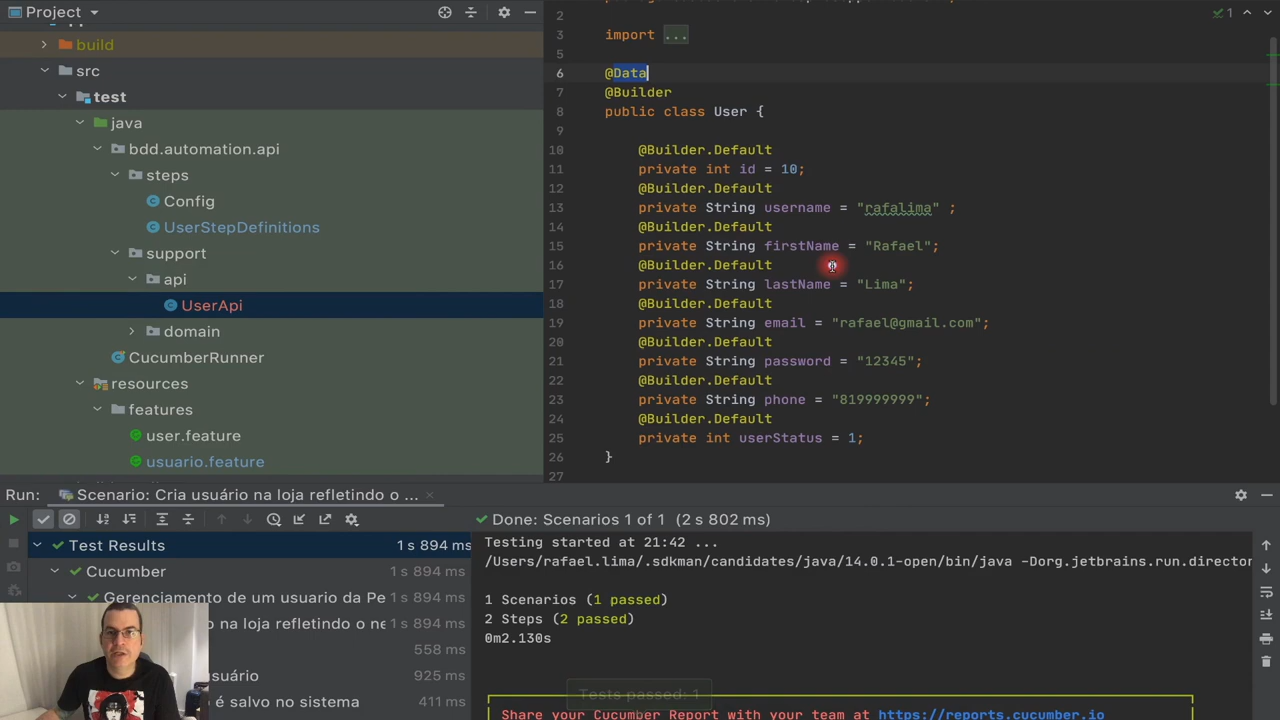 Project
build
src
test
java
bdd.automation.api
steps
Config
UserStepDefinitions
support
api
UserApi
domain
CucumberRunner
resources
features
user.feature
usuario.feature
1
2
3 import ...
5
6 @Data
7 @Builder
8 public class User {
9
10 @Builder.Default
11 private int id = 10;
12 @Builder.Default
13 private String username = "rafalima" ;
14 @Builder.Default
15 private String firstName = "Rafael";
16 @Builder.Default
17 private String lastName = "Lima";
18 @Builder.Default
19 private String email = "rafael@gmail.com";
20 @Builder.Default
21 private String password = "12345";
22 @Builder.Default
23 private String phone = "819999999";
24 @Builder.Default
25 private int userStatus = 1;
26 }
27
Run: Scenario: Cria usuário na loja refletindo o ...
Done: Scenarios 1 of 1 (2 s 802 ms)
Test Results 1 s 894 ms
Cucumber 1 s 894 ms
Gerenciamento de um usuario da Pe 1 s 894 ms
o na loja refletindo o ne 1 s 894 ms
558 ms
suário 925 ms
o é salvo no sistema 411 ms
Testing started at 21:42 ...
/Users/rafael.lima/.sdkman/candidates/java/14.0.1-open/bin/java -Dorg.jetbrains.run.director
1 Scenarios (1 passed)
2 Steps (2 passed)
0m2.130s
Tests passed: 1
Share your Cucumber Report with your team at https://reports.cucumber.io